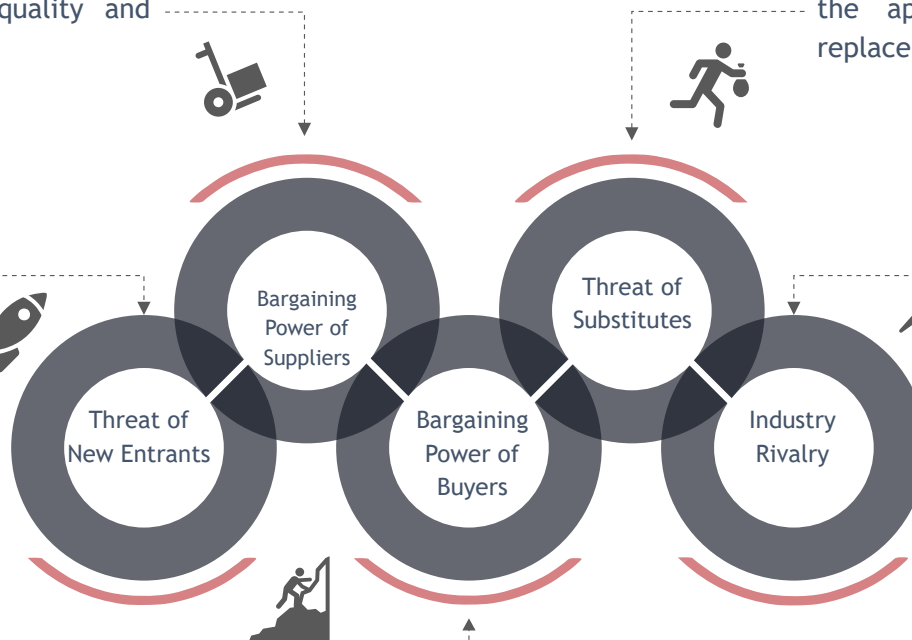 quality and
the ap
replace
Bargaining
Power of
Suppliers
Threat of
Substitutes
Threat of
New Entrants
Bargaining
Power of
Buyers
Industry
Rivalry